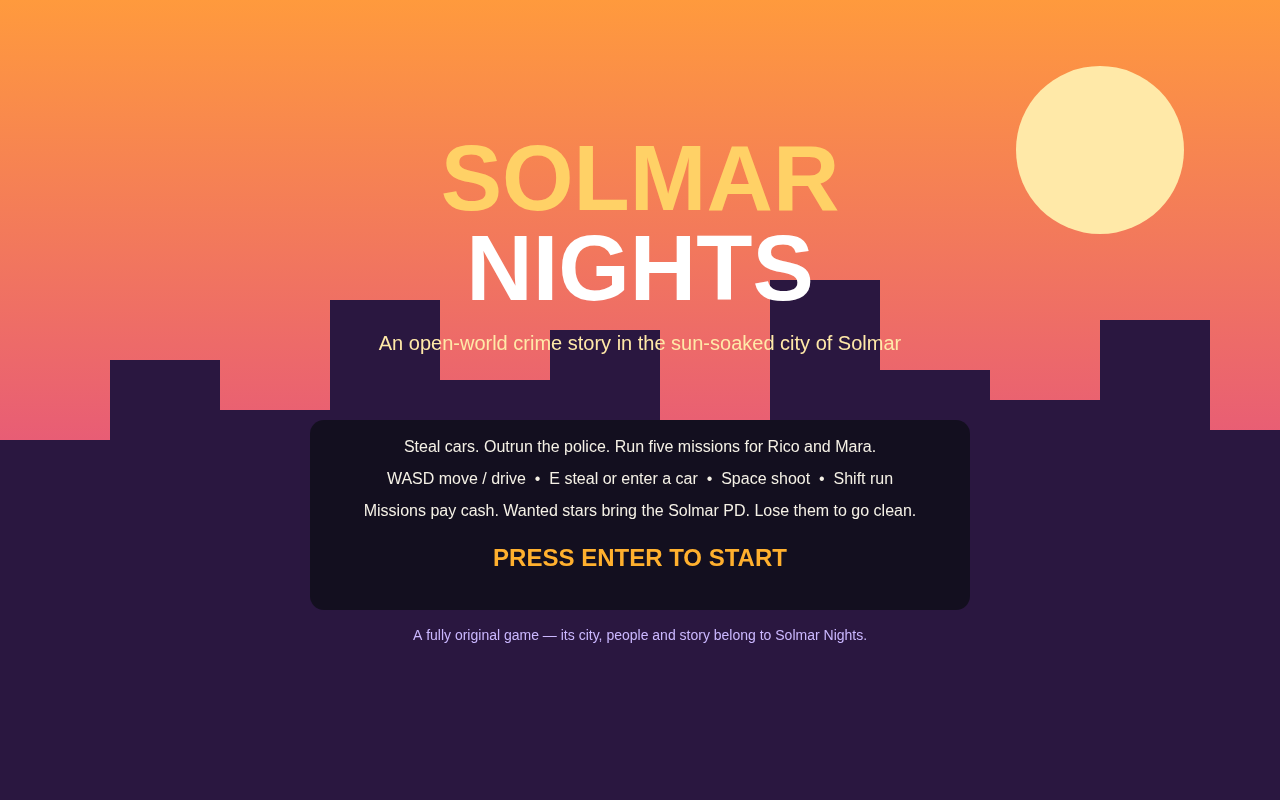 SOLMAR
NIGHTS
An open-world crime story in the sun-soaked city of Solmar
Steal cars. Outrun the police. Run five missions for Rico and Mara.
WASD move / drive • E steal or enter a car • Space shoot • Shift run
Missions pay cash. Wanted stars bring the Solmar PD. Lose them to go clean.
PRESS ENTER TO START
A fully original game — its city, people and story belong to Solmar Nights.